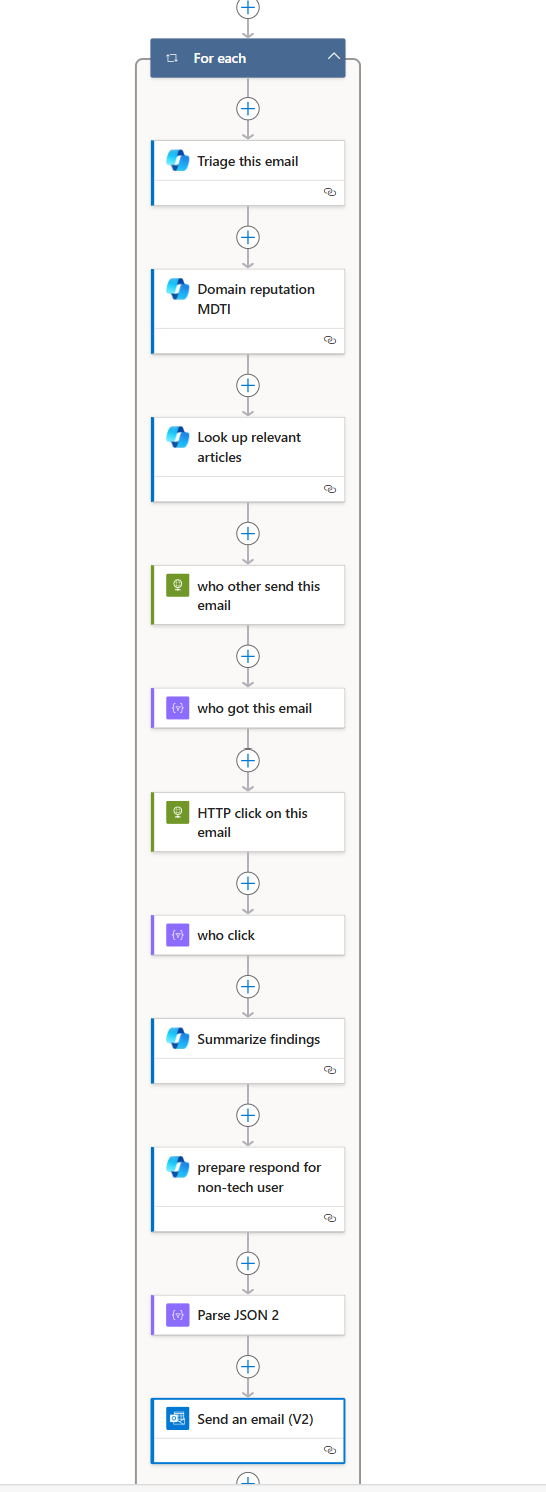 For each
Triage this email
Domain reputation
MDTI
Look up relevant
articles
who other send this
email
who got this email
HTTP click on this
email
who click
Summarize findings
prepare respond for
non-tech user
Parse JSON 2
Send an email (V2)